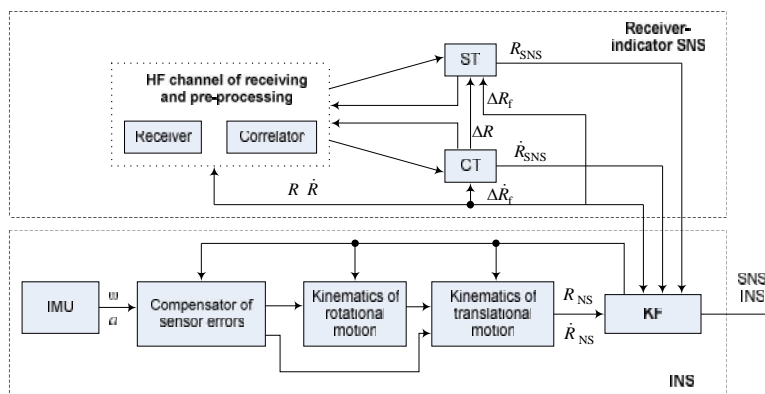 Receiver-
indicator SNS
ST
R_SNS
HF channel of receiving
and pre-processing
ΔR_f
Receiver
Correlator
ΔR
Ṙ_SNS
CT
R Ṙ
ΔṘ_f
IMU
ω
a
Compensator of
sensor errors
Kinematics of
rotational
motion
Kinematics of
translational
motion
R_NS
Ṙ_NS
KF
SNS
INS
INS